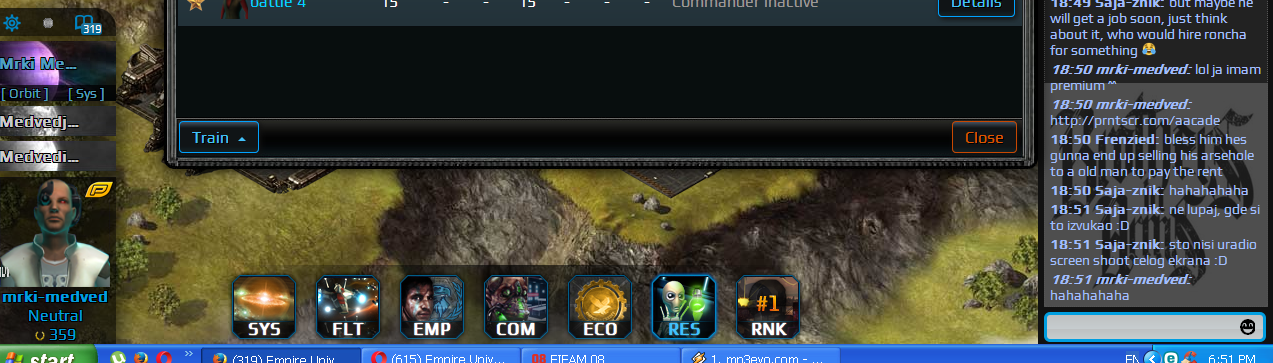 batue 4 15 - - 15 - - - Commander inactive Details
319
Mrki Me...
[ Orbit ] [ Sys ]
Medvedj...
Medvedi...
P
mrki-medved
Neutral
359
Train
Close
SYS FLT EMP COM ECO RES RNK
#1
18:49 Saja-znik: but maybe he
will get a job soon, just think
about it, who would hire roncha
for something 😂
18:50 mrki-medved: lol ja imam
premium ^^
18:50 mrki-medved:
http://prntscr.com/aacade
18:50 Frenzied: bless him hes
gunna end up selling his arsehole
to a old man to pay the rent
18:50 Saja-znik: hahahahaha
18:51 Saja-znik: ne lupaj, gde si
to izvukao :D
18:51 Saja-znik: sto nisi uradio
screen shoot celog ekrana :D
18:51 mrki-medved:
hahahahaha
start
»
(319) Empire Univ...
(615) Empire Univ...
08 FIFAM 08
1. mp3evo.com - ...
EN
6:51 PM